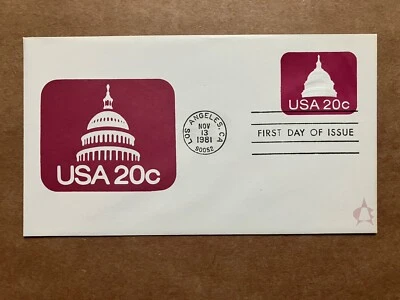 USA 20c
USA 20c
LOS ANGELES, CA
NOV
13
1981
90052
FIRST DAY OF ISSUE